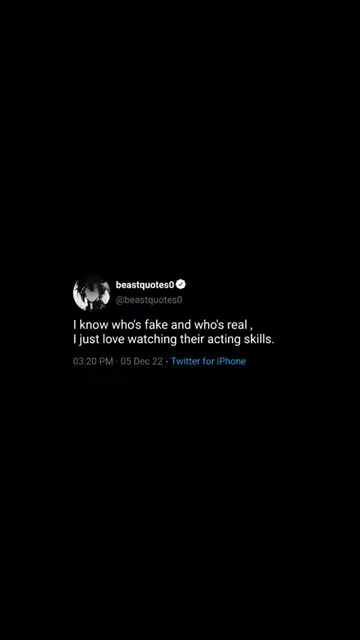 beastquotes0
@beastquotes0
I know who's fake and who's real ,
I just love watching their acting skills.
03:20 PM · 05 Dec 22 · Twitter for iPhone